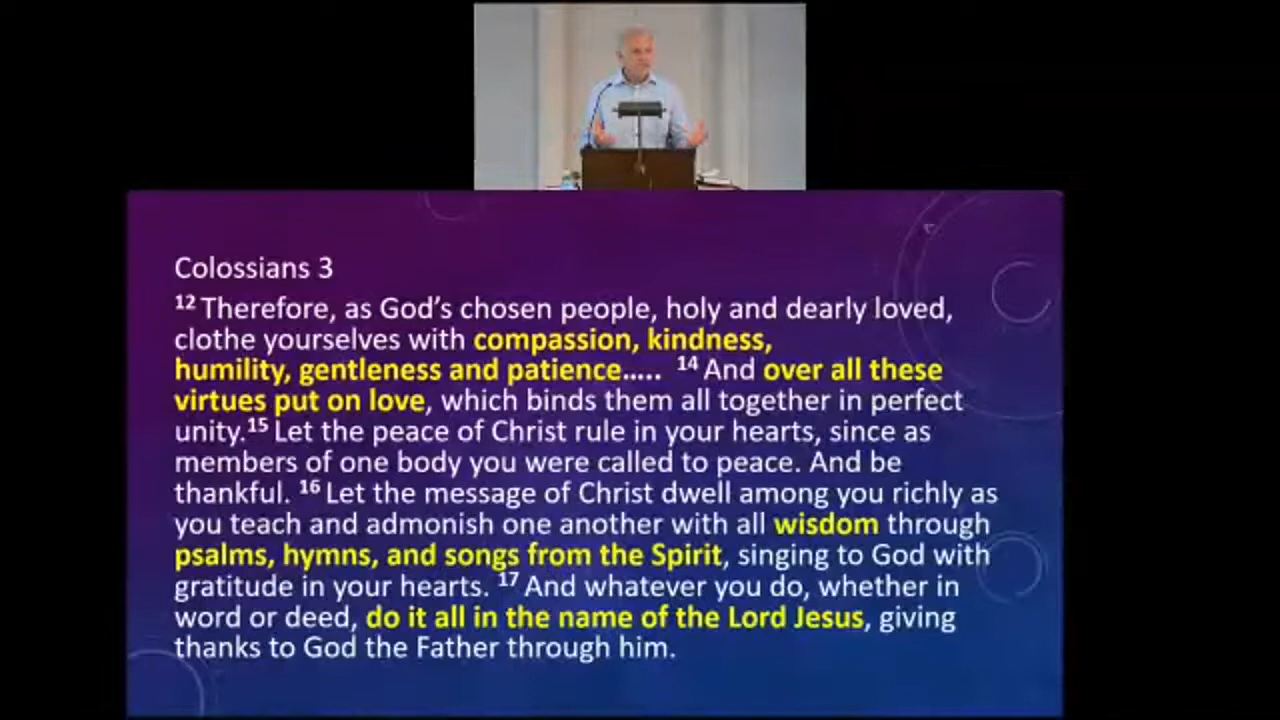 Colossians 3
12 Therefore, as God's chosen people, holy and dearly loved,
clothe yourselves with compassion, kindness,
humility, gentleness and patience..... 14 And over all these
virtues put on love, which binds them all together in perfect
unity.15 Let the peace of Christ rule in your hearts, since as
members of one body you were called to peace. And be
thankful. 16 Let the message of Christ dwell among you richly as
you teach and admonish one another with all wisdom through
psalms, hymns, and songs from the Spirit, singing to God with
gratitude in your hearts. 17 And whatever you do, whether in
word or deed, do it all in the name of the Lord Jesus, giving
thanks to God the Father through him.